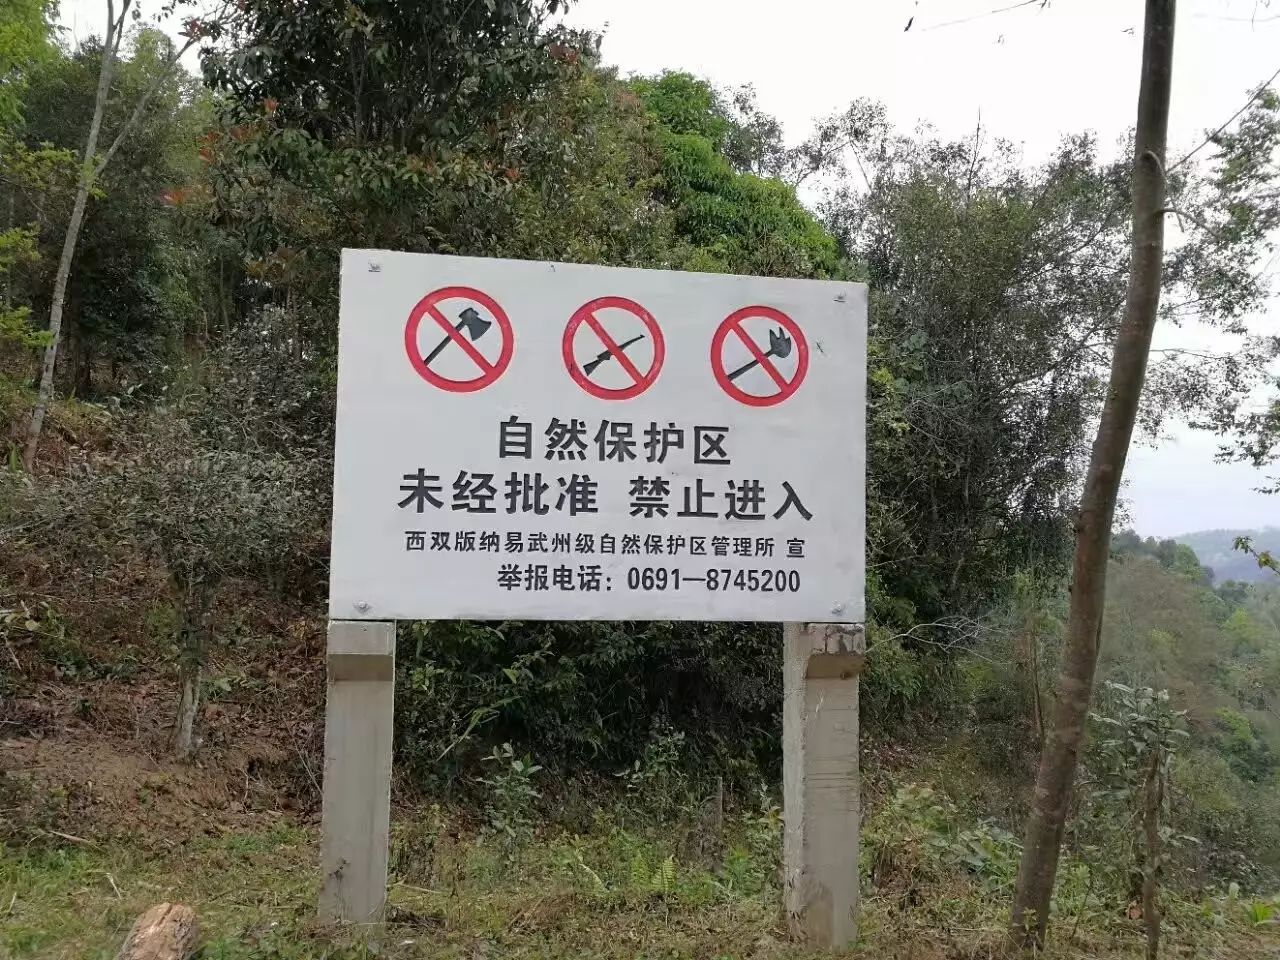 自然保护区
未经批准 禁止进入
西双版纳易武州级自然保护区管理所 宣
举报电话：0691—8745200